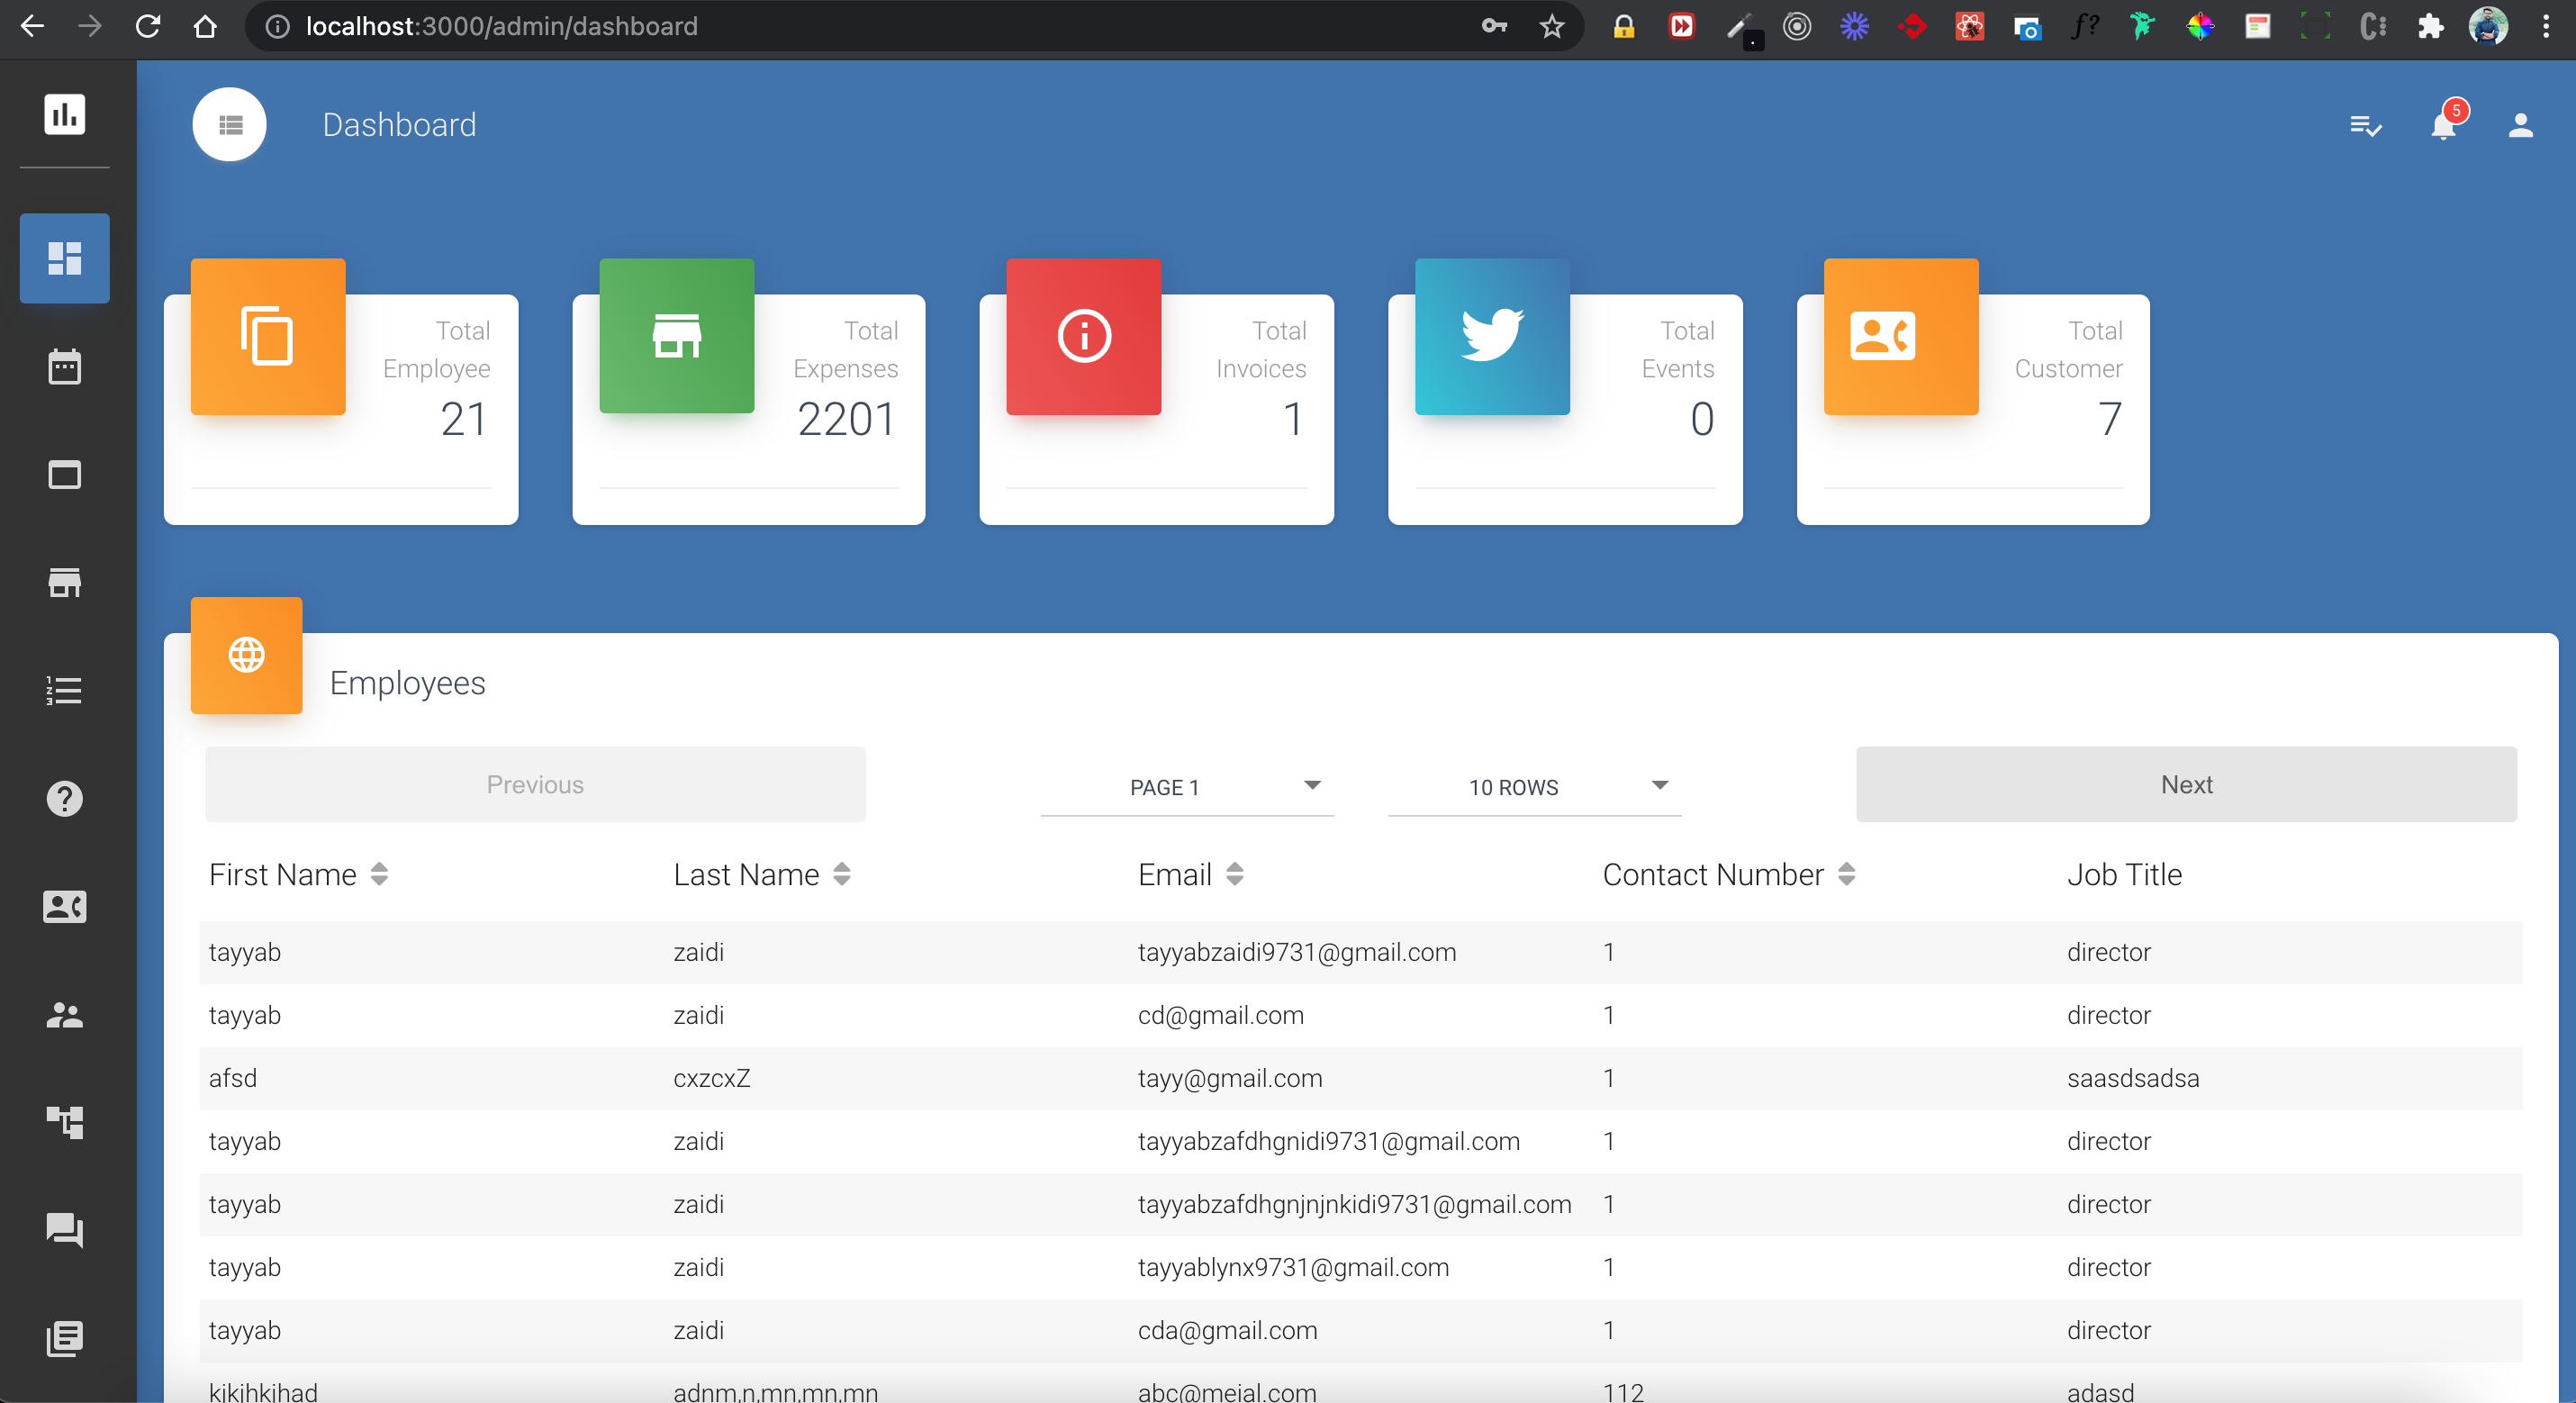 localhost:3000/admin/dashboard
Dashboard
5
Total
Employee
21
Total
Expenses
2201
Total
Invoices
1
Total
Events
0
Total
Customer
7
Employees
Previous
PAGE 1
10 ROWS
Next
First Name Last Name Email Contact Number Job Title
tayyab zaidi tayyabzaidi9731@gmail.com 1 director
tayyab zaidi cd@gmail.com 1 director
afsd cxzcxZ tayy@gmail.com 1 saasdsadsa
tayyab zaidi tayyabzafdhgnidi9731@gmail.com 1 director
tayyab zaidi tayyabzafdhgnjnjnkidi9731@gmail.com 1 director
tayyab zaidi tayyablynx9731@gmail.com 1 director
tayyab zaidi cda@gmail.com 1 director
kikjhkjhad adnm,n,mn,mn,mn abc@meial.com 112 adasd